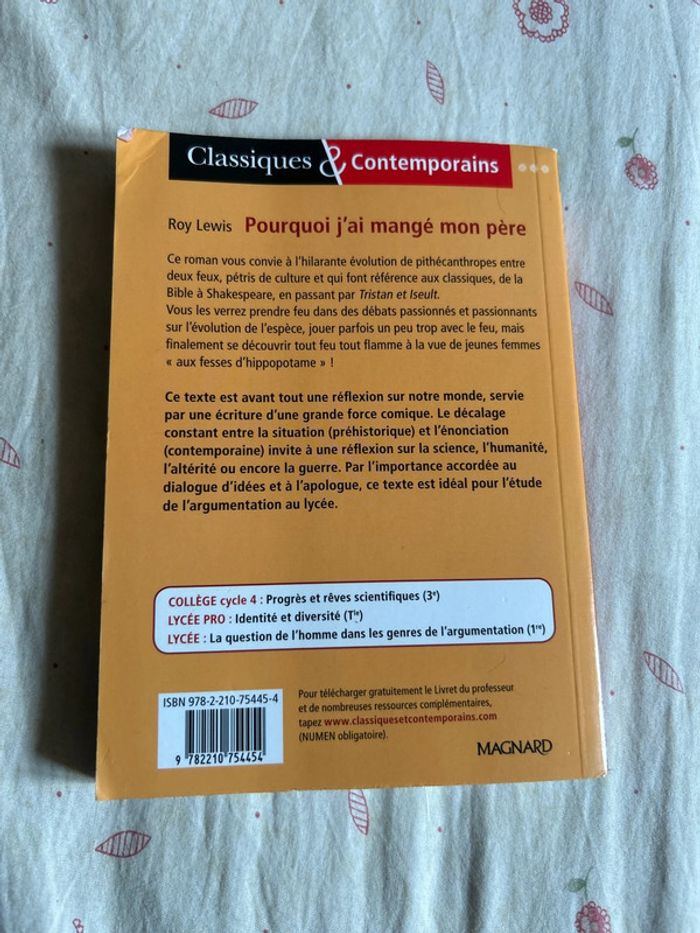 Classiques & Contemporains
Roy Lewis Pourquoi j'ai mangé mon père
Ce roman vous convie à l'hilarante évolution de pithécanthropes entre
deux feux, pétris de culture et qui font référence aux classiques, de la
Bible à Shakespeare, en passant par Tristan et Iseult.
Vous les verrez prendre feu dans des débats passionnés et passionnants
sur l'évolution de l'espèce, jouer parfois un peu trop avec le feu, mais
finalement se découvrir tout feu tout flamme à la vue de jeunes femmes
« aux fesses d'hippopotame » !
Ce texte est avant tout une réflexion sur notre monde, servie
par une écriture d'une grande force comique. Le décalage
constant entre la situation (préhistorique) et l'énonciation
(contemporaine) invite à une réflexion sur la science, l'humanité,
l'altérité ou encore la guerre. Par l'importance accordée au
dialogue d'idées et à l'apologue, ce texte est idéal pour l'étude
de l'argumentation au lycée.
COLLÈGE cycle 4 : Progrès et rêves scientifiques (3e)
LYCÉE PRO : Identité et diversité (Tle)
LYCÉE : La question de l'homme dans les genres de l'argumentation (1re)
ISBN 978-2-210-75445-4
9 782210 754454
Pour télécharger gratuitement le Livret du professeur
et de nombreuses ressources complémentaires,
tapez www.classiquesetcontemporains.com
(NUMEN obligatoire).
MAGNARD